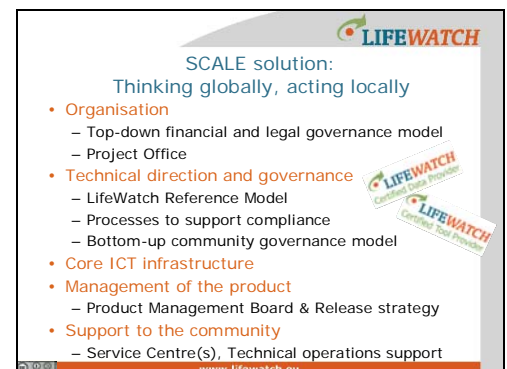 LIFEWATCH
SCALE solution:
Thinking globally, acting locally
• Organisation
– Top-down financial and legal governance model
– Project Office
• Technical direction and governance
LIFEWATCH
Certified Data Provider
– LifeWatch Reference Model
– Processes to support compliance
LIFEWATCH
Certified Tool Provider
– Bottom-up community governance model
• Core ICT infrastructure
• Management of the product
– Product Management Board & Release strategy
• Support to the community
– Service Centre(s), Technical operations support
www.lifewatch.eu